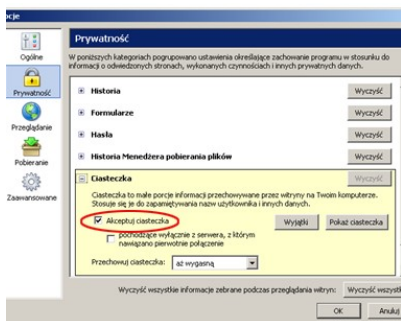 cje
Prywatność
Ogólne
W poniższych kategoriach pogrupowano ustawienia określające zachowanie programu w stosunku do
informacji o odwiedzonych stronach, wykonanych czynnościach i innych prywatnych danych.
Prywatność
Historia
Wyczyść
Formularze
Wyczyść
Przeglądanie
Hasła
Wyczyść
Pobieranie
Historia Menedżera pobierania plików
Wyczyść
Zaawansowane
Ciasteczka
Wyczyść
Ciasteczka to małe porcje informacji przechowywane przez witryny na Twoim komputerze.
Stosuje się je do zapamiętywania nazw użytkownika i innych danych.
Akceptuj ciasteczka
Wyjątki
Pokaż ciasteczka
pochodzące wyłącznie z serwera, z którym
nawiązano pierwotnie połączenie
Przechowuj ciasteczka:
aż wygasną
Wyczyść wszystkie informacje zebrane podczas przeglądania witryn:
Wyczyść wszyst
OK
Anuluj